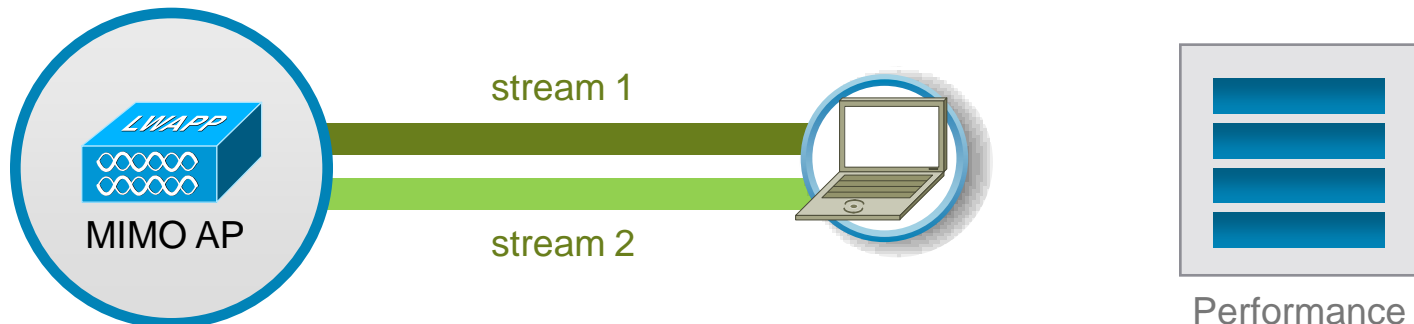 stream 1
LWAPP
MIMO AP
stream 2
Performance